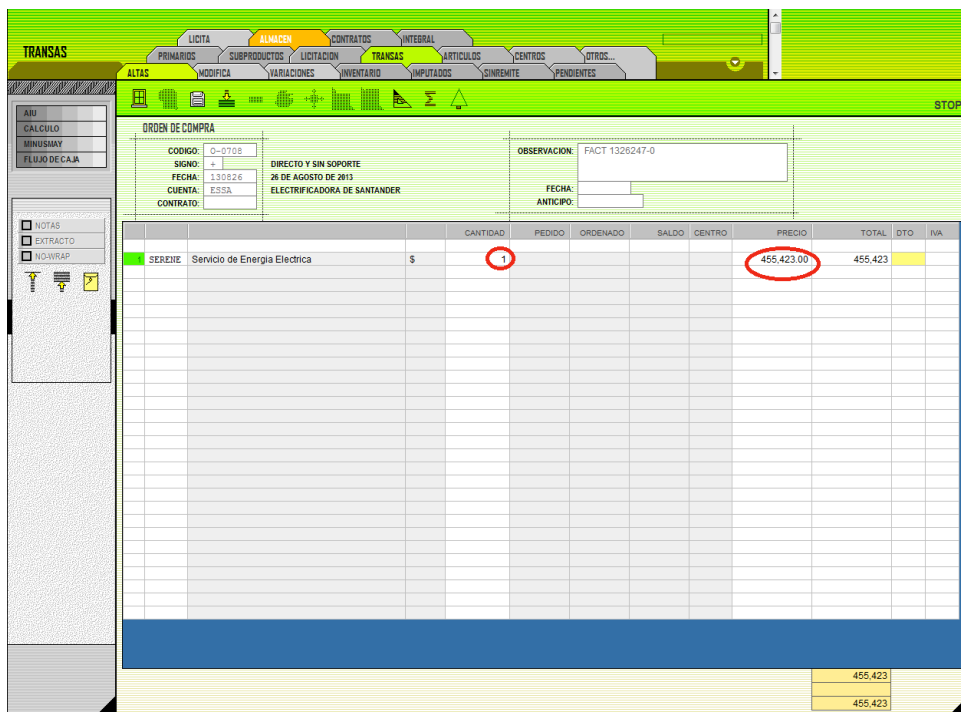 TRANSAS
LICITA ALMACEN CONTRATOS INTEGRAL
PRIMARIOS SUBPRODUCTOS LICITACION TRANSAS ARTICULOS CENTROS OTROS...
ALTAS MODIFICA VARIACIONES INVENTARIO IMPUTADOS SINREMITE PENDIENTES
STOP
AIU
CALCULO
MINUSMAY
FLUJO DE CAJA
NOTAS
EXTRACTO
NO-WRAP
ORDEN DE COMPRA
CODIGO: O-0708
SIGNO: + DIRECTO Y SIN SOPORTE
FECHA: 130826 26 DE AGOSTO DE 2013
CUENTA: ESSA ELECTRIFICADORA DE SANTANDER
CONTRATO:
OBSERVACION: FACT 1326247-0
FECHA:
ANTICIPO:
CANTIDAD PEDIDO ORDENADO SALDO CENTRO PRECIO TOTAL DTO IVA
1 SERENE Servicio de Energia Electrica $ 1 455,423.00 455,423
455,423
455,423